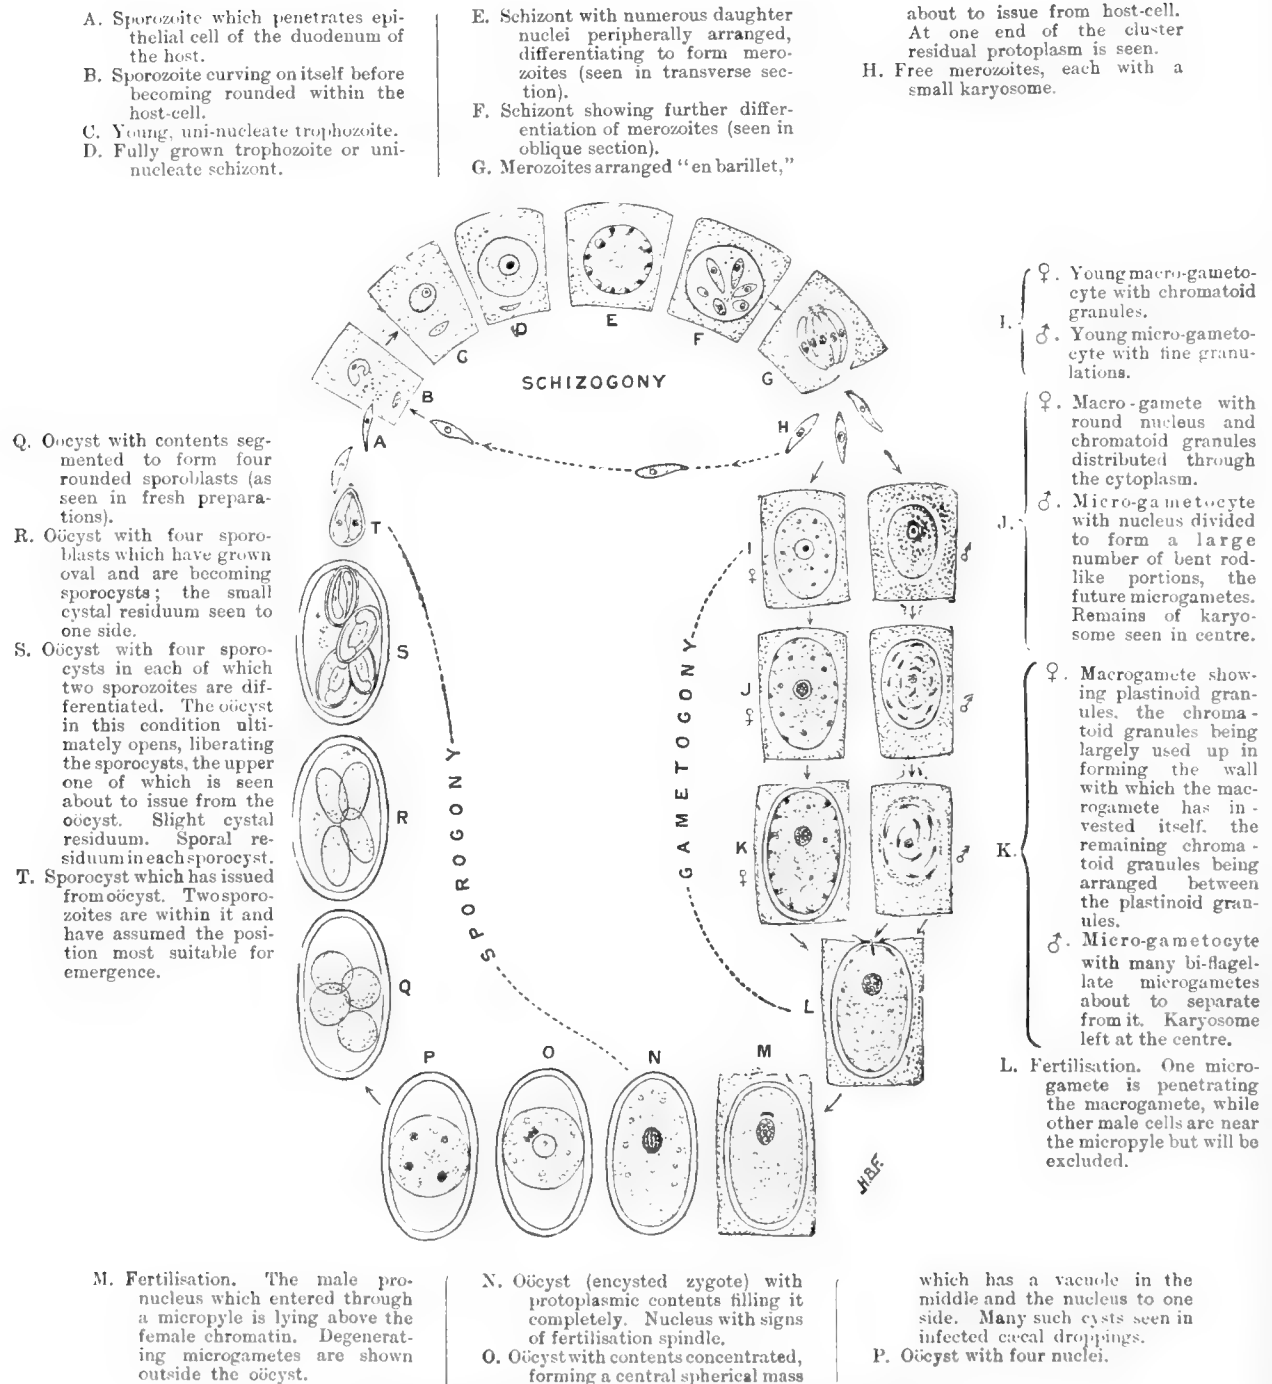 A. Sporozoite which penetrates epi-
thelial cell of the duodenum of
the host.
B. Sporozoite curving on itself before
becoming rounded within the
host-cell.
C. Young, uni-nucleate trophozoite.
D. Fully grown trophozoite or uni-
nucleate schizont.
E. Schizont with numerous daughter
nuclei peripherally arranged,
differentiating to form mero-
zoites (seen in transverse sec-
tion).
F. Schizont showing further differ-
entiation of merozoites (seen in
oblique section).
G. Merozoites arranged "en barillet,"
about to issue from host-cell.
At one end of the cluster
residual protoplasm is seen.
H. Free merozoites, each with a
small karyosome.
D
E
F
C
G
SCHIZOGONY
B
A
H
T
I
♀
♂
S
J
♀
♂
R
K
♀
♂
Q
L
P
O
N
M
SPOROGONY
GAMETOGONY
H.B.F.
I.
♀. Young macro-gameto-
cyte with chromatoid
granules.
♂. Young micro-gameto-
cyte with fine granu-
lations.
J.
♀. Macro-gamete with
round nucleus and
chromatoid granules
distributed through
the cytoplasm.
♂. Micro-gametocyte
with nucleus divided
to form a large
number of bent rod-
like portions, the
future microgametes.
Remains of karyo-
some seen in centre.
K.
♀. Macrogamete show-
ing plastinoid gran-
ules, the chroma-
toid granules being
largely used up in
forming the wall
with which the mac-
rogamete has in-
vested itself, the
remaining chroma-
toid granules being
arranged between
the plastinoid gran-
ules.
♂. Micro-gametocyte
with many bi-flagel-
late microgametes
about to separate
from it. Karyosome
left at the centre.
L. Fertilisation. One micro-
gamete is penetrating
the macrogamete, while
other male cells are near
the micropyle but will be
excluded.
Q. Oocyst with contents seg-
mented to form four
rounded sporoblasts (as
seen in fresh prepara-
tions).
R. Oöcyst with four sporo-
blasts which have grown
oval and are becoming
sporocysts; the small
cystal residuum seen to
one side.
S. Oöcyst with four sporo-
cysts in each of which
two sporozoites are dif-
ferentiated. The oöcyst
in this condition ulti-
mately opens, liberating
the sporocysts, the upper
one of which is seen
about to issue from the
oöcyst. Slight cystal
residuum. Sporal re-
siduum in each sporocyst.
T. Sporocyst which has issued
from oöcyst. Two sporo-
zoites are within it and
have assumed the posi-
tion most suitable for
emergence.
M. Fertilisation. The male pro-
nucleus which entered through
a micropyle is lying above the
female chromatin. Degenerat-
ing microgametes are shown
outside the oöcyst.
N. Oöcyst (encysted zygote) with
protoplasmic contents filling it
completely. Nucleus with signs
of fertilisation spindle.
O. Oöcyst with contents concentrated,
forming a central spherical mass
which has a vacuole in the
middle and the nucleus to one
side. Many such cysts seen in
infected cæcal droppings.
P. Oöcyst with four nuclei.